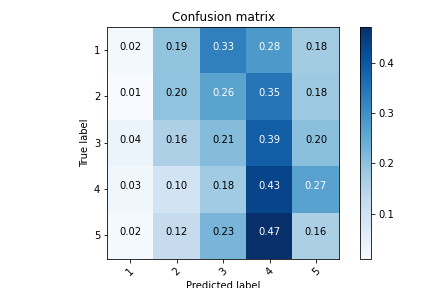 Confusion matrix
1 0.02 0.19 0.33 0.28 0.18
2 0.01 0.20 0.26 0.35 0.18
3 0.04 0.16 0.21 0.39 0.20
4 0.03 0.10 0.18 0.43 0.27
5 0.02 0.12 0.23 0.47 0.16
1 2 3 4 5
True label
Predicted label
0.4
0.3
0.2
0.1